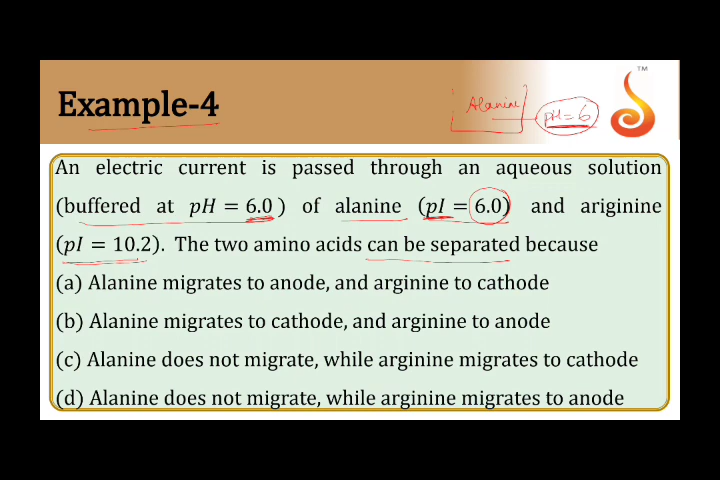 Example-4
Alanine
pH=6
TM
An electric current is passed through an aqueous solution
(buffered at pH = 6.0 ) of alanine (pI = 6.0) and ariginine
(pI = 10.2). The two amino acids can be separated because
(a) Alanine migrates to anode, and arginine to cathode
(b) Alanine migrates to cathode, and arginine to anode
(c) Alanine does not migrate, while arginine migrates to cathode
(d) Alanine does not migrate, while arginine migrates to anode